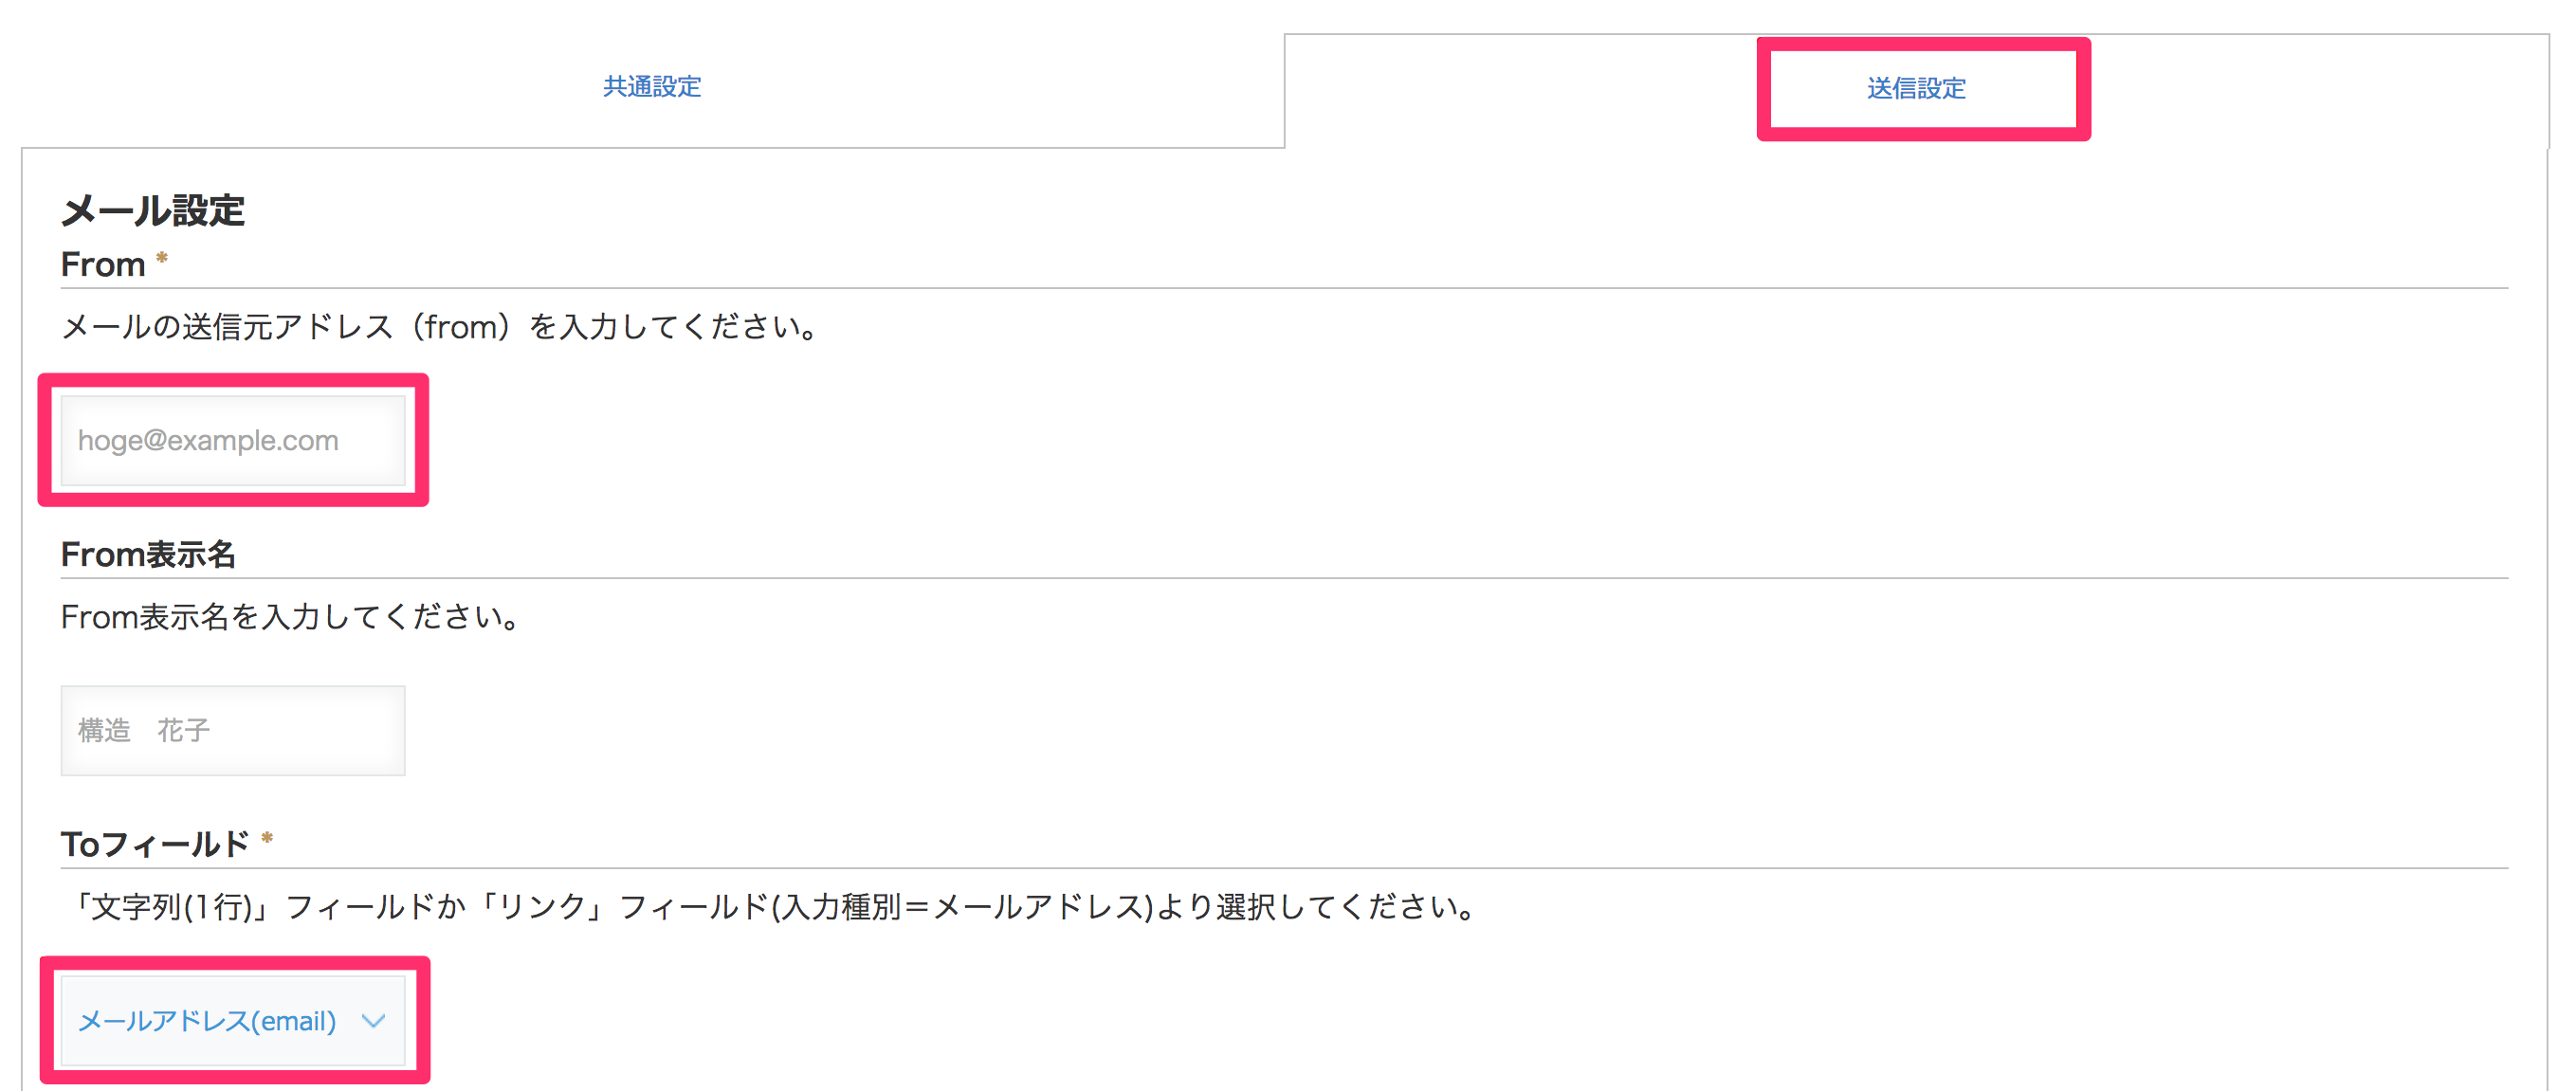 共通設定
送信設定
メール設定
From *
メールの送信元アドレス（from）を入力してください。
hoge@example.com
From表示名
From表示名を入力してください。
構造　花子
Toフィールド *
「文字列(1行)」フィールドか「リンク」フィールド(入力種別＝メールアドレス)より選択してください。
メールアドレス(email)